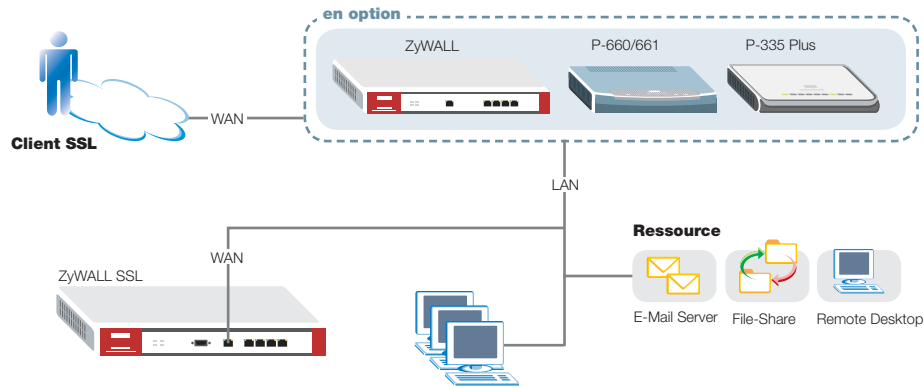 en option
ZyWALL
P-660/661
P-335 Plus
WAN
Client SSL
LAN
Ressource
WAN
ZyWALL SSL
E-Mail Server
File-Share
Remote Desktop